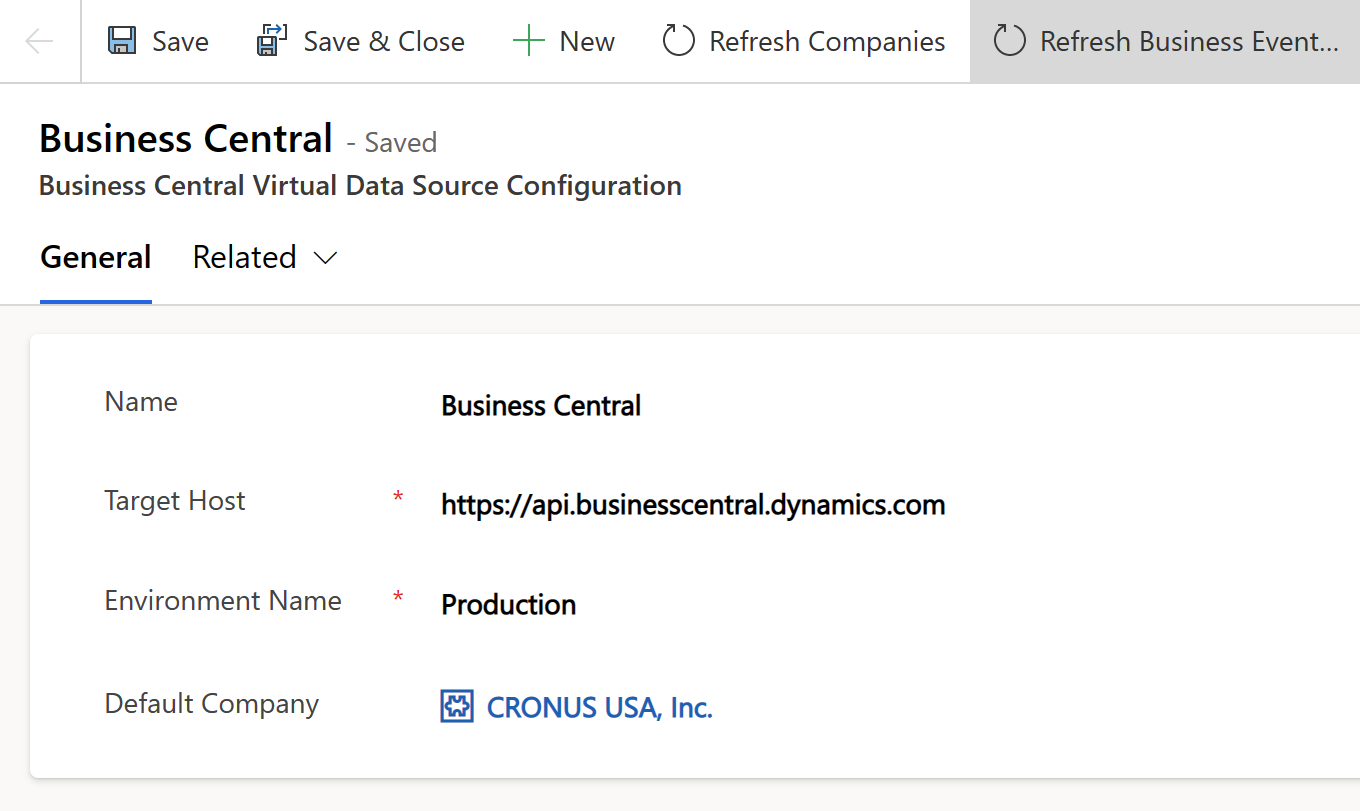 Save Save & Close New Refresh Companies Refresh Business Event...
Business Central - Saved
Business Central Virtual Data Source Configuration
General Related
Name Business Central
Target Host * https://api.businesscentral.dynamics.com
Environment Name * Production
Default Company CRONUS USA, Inc.